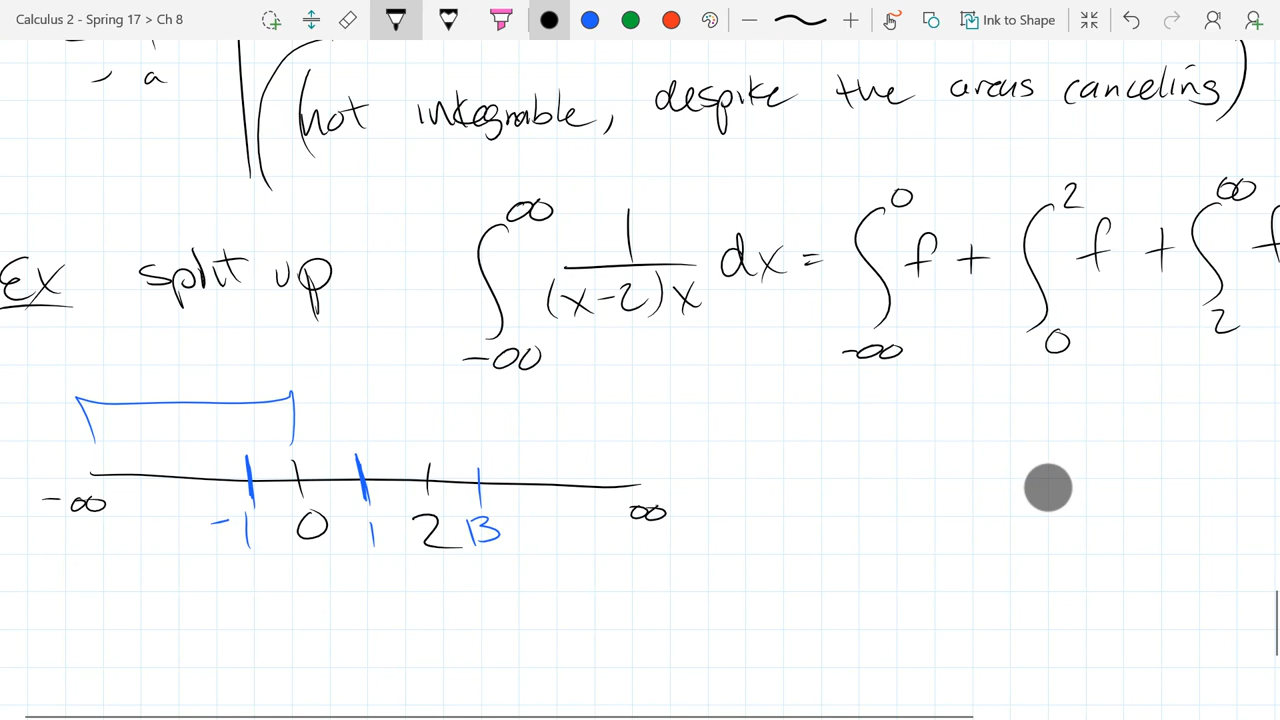 Calculus 2 - Spring 17 > Ch 8 Ink to Shape
, a
(not integrable, despite the areas canceling)
Ex split up ∫_{-∞}^{∞} 1/((x-2)x) dx = ∫_{-∞}^{0} f + ∫_{0}^{2} f + ∫_{2}^{∞} f
-∞ -1 0 1 2 13 ∞